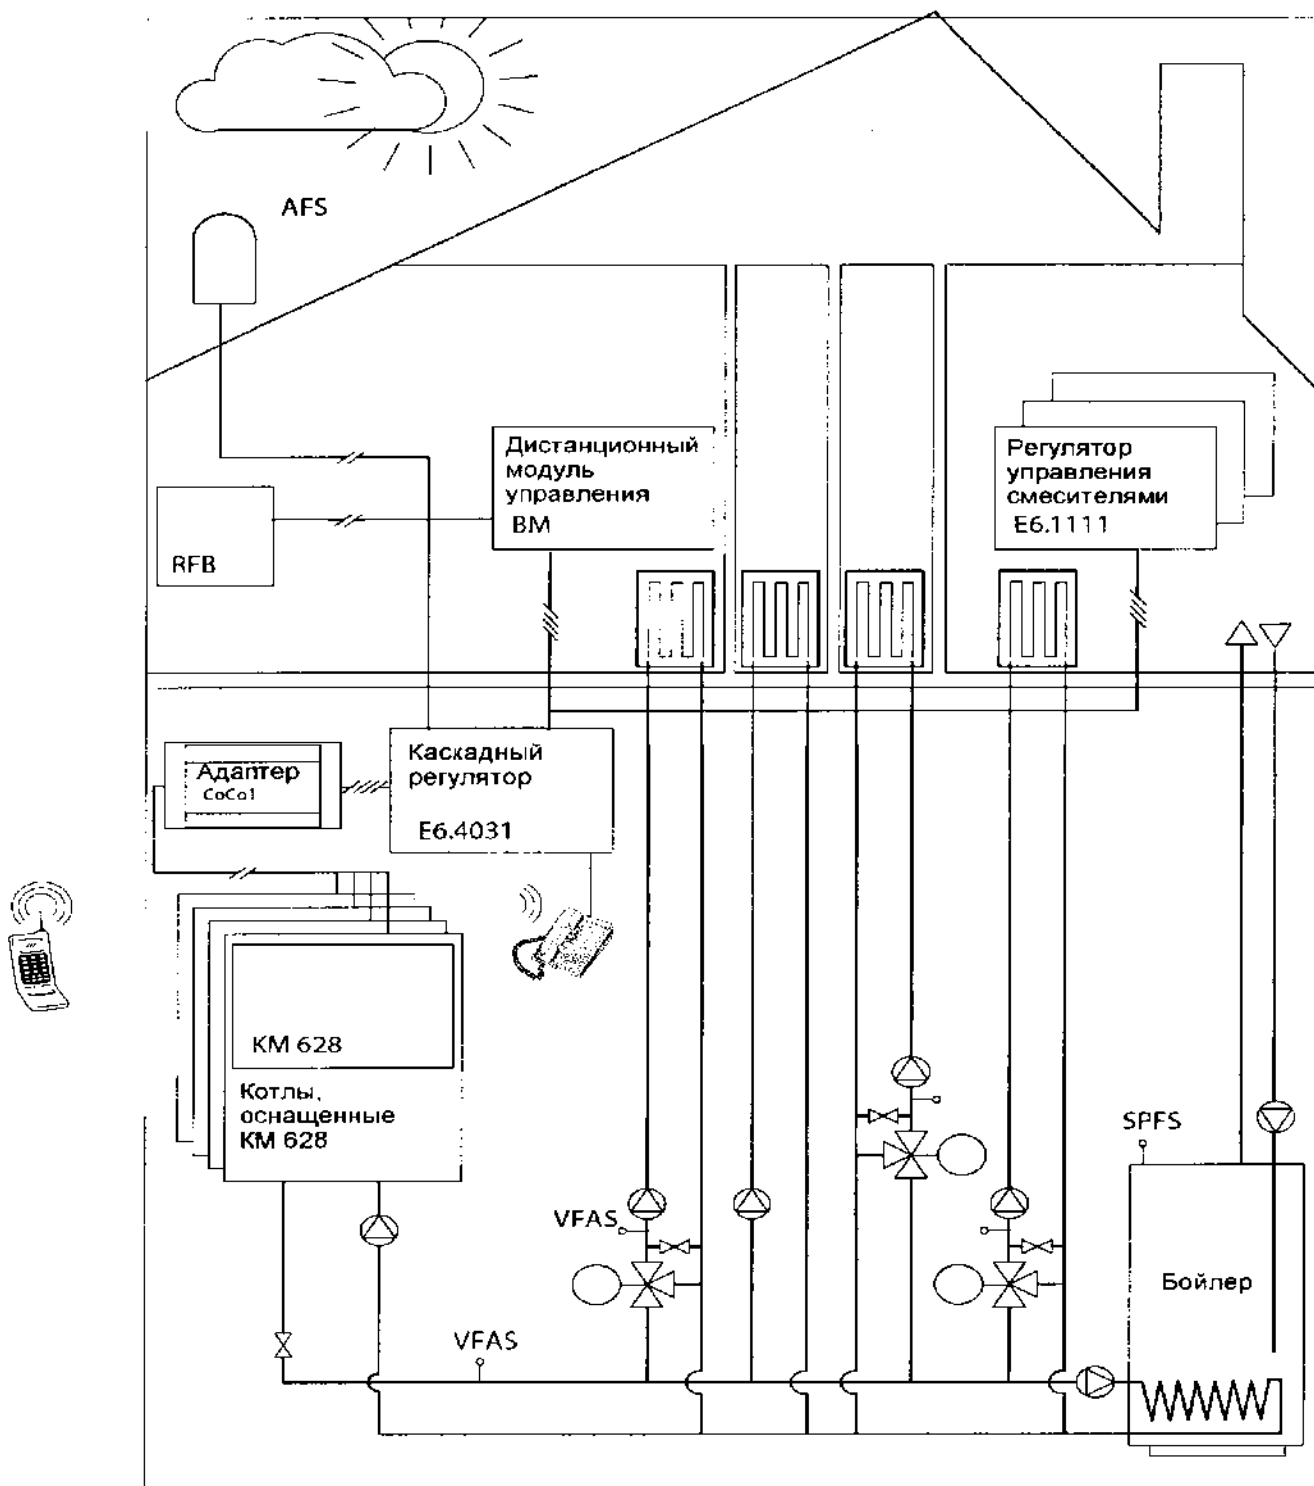 AFS
Дистанционный
модуль
управления
BM
Регулятор
управления
смесителями
E6.1111
RFB
Адаптер
CoCo1
Каскадный
регулятор
E6.4031
KM 628
Котлы,
оснащенные
KM 628
SPFS
VFAS
Бойлер
VFAS